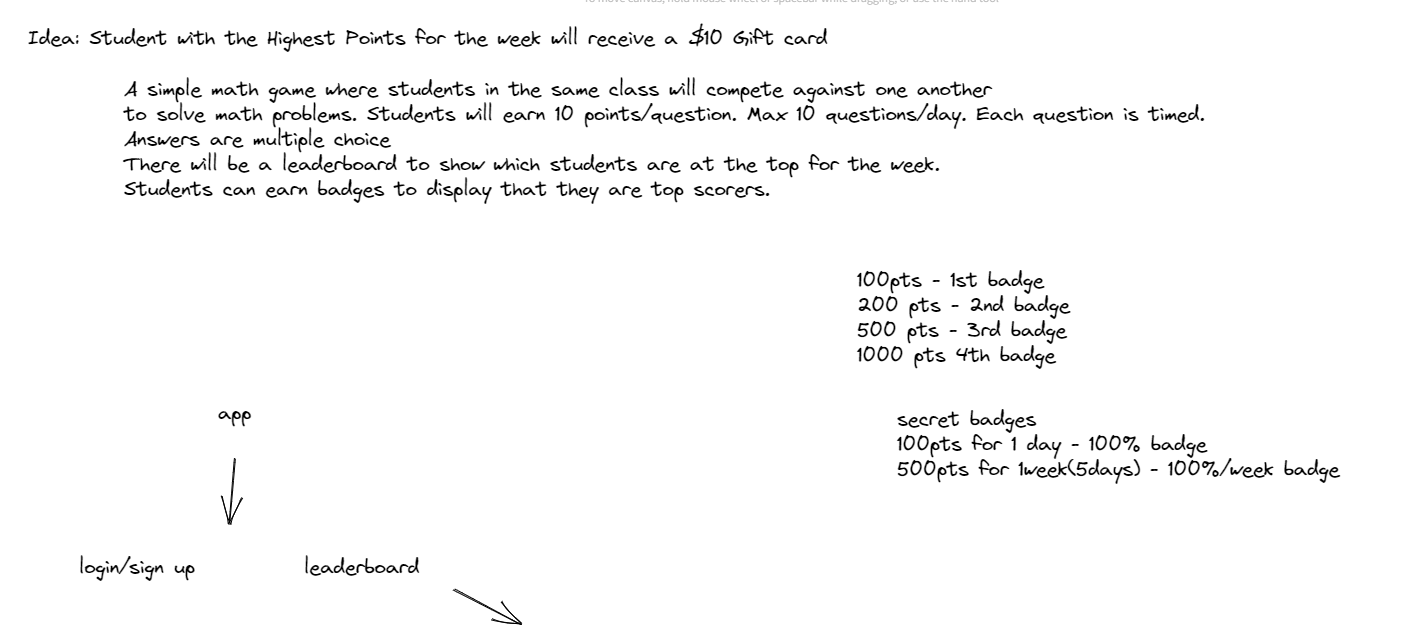 To move canvas, hold mouse wheel or spacebar while dragging, or use the hand tool
Idea: Student with the Highest Points for the week will receive a $10 Gift card
A simple math game where students in the same class will compete against one another
to solve math problems. Students will earn 10 points/question. Max 10 questions/day. Each question is timed.
Answers are multiple choice
There will be a leaderboard to show which students are at the top for the week.
Students can earn badges to display that they are top scorers.
100pts - 1st badge
200 pts - 2nd badge
500 pts - 3rd badge
1000 pts 4th badge
app
secret badges
100pts for 1 day - 100% badge
500pts for 1week(5days) - 100%/week badge
login/sign up
leaderboard